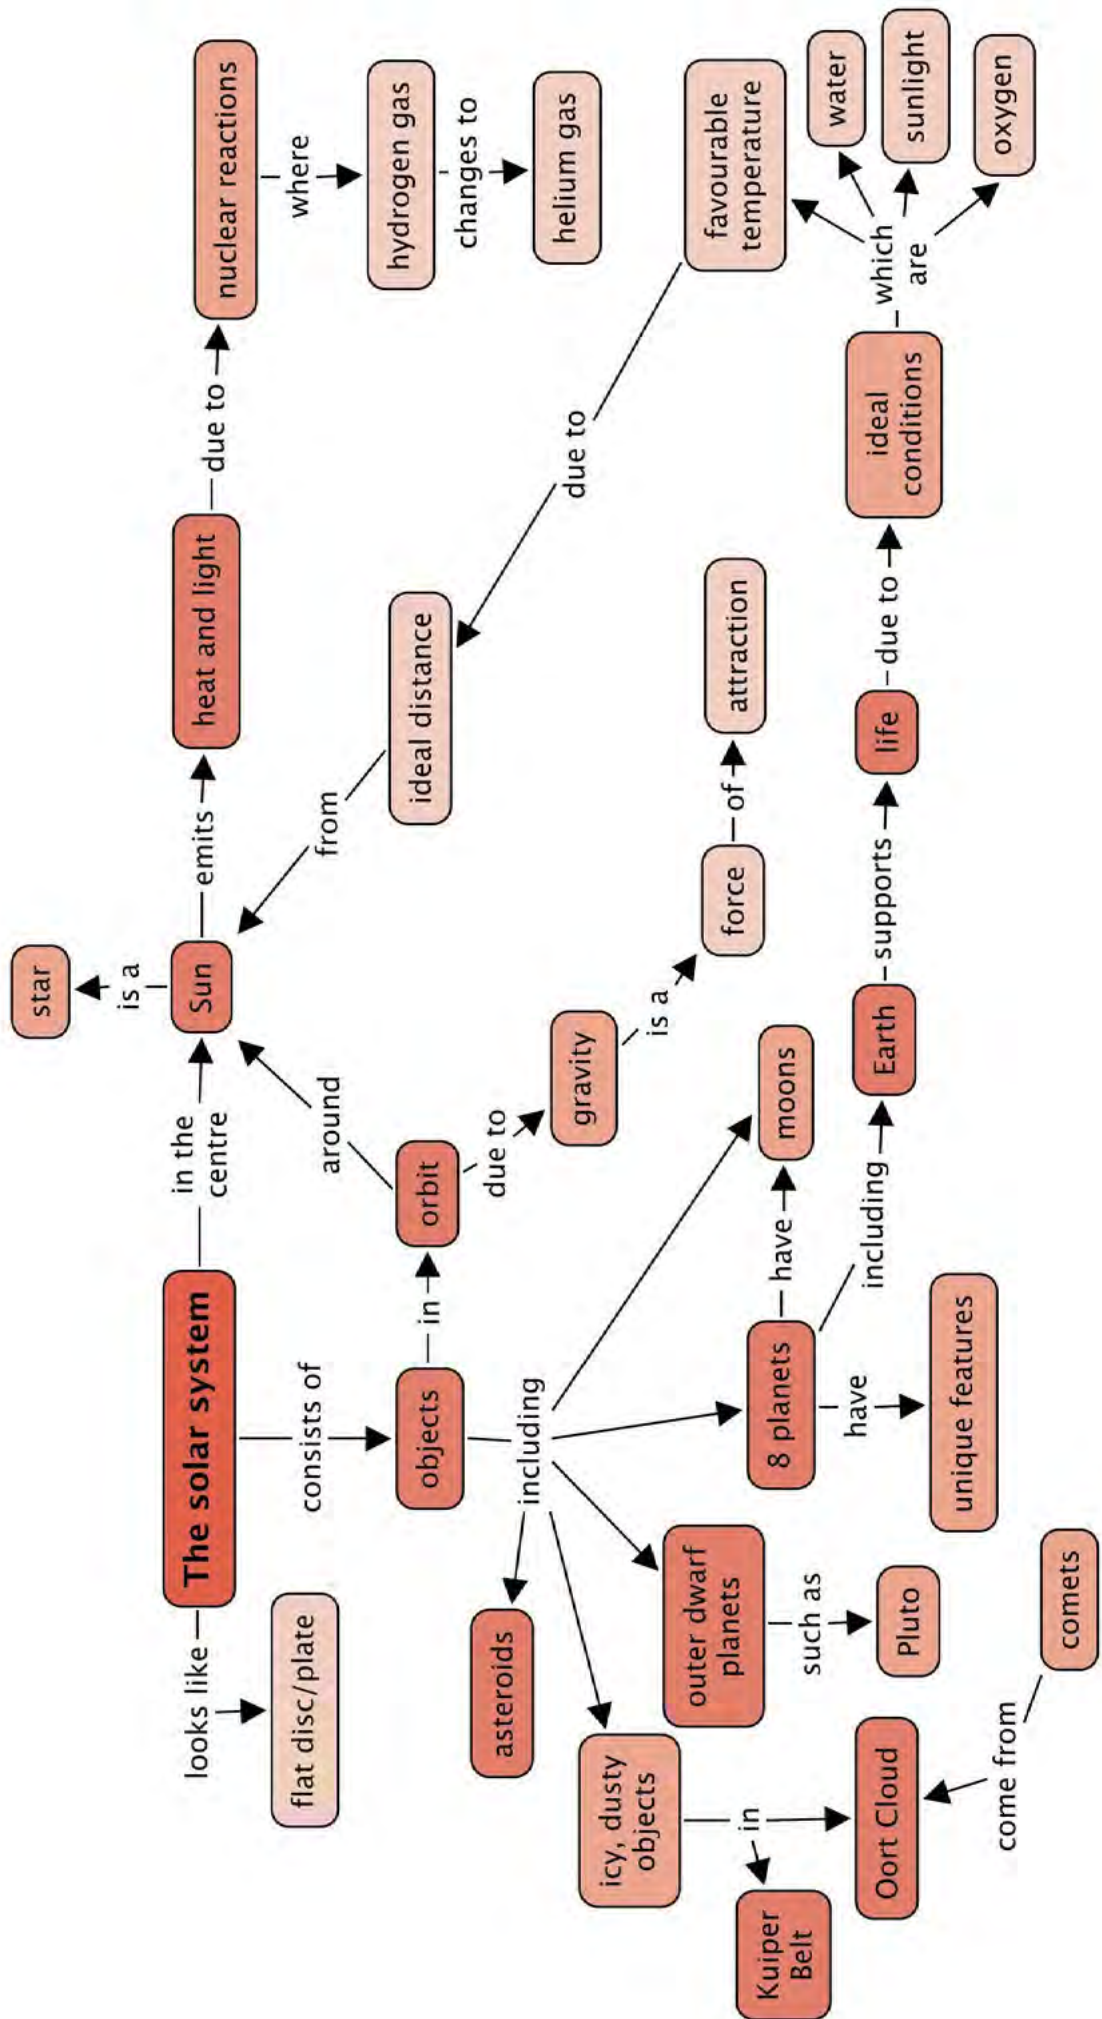 star
is a
The solar system
in the
centre
Sun
emits
heat and light
due to
nuclear reactions
where
hydrogen gas
changes to
helium gas
looks like
flat disc/plate
consists of
around
from
ideal distance
due to
favourable
temperature
objects
in
orbit
due to
gravity
is a
force
of
attraction
including
asteroids
icy, dusty
objects
in
Kuiper
Belt
Oort Cloud
come from
comets
outer dwarf
planets
such as
Pluto
8 planets
have
moons
have
unique features
including
Earth
supports
life
due to
ideal
conditions
which
are
water
sunlight
oxygen